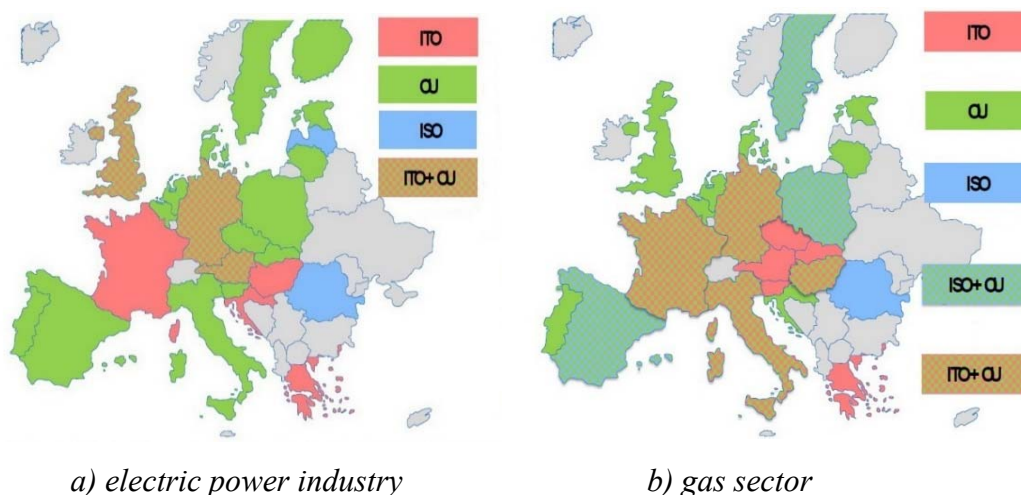 ITO
OU
ISO
ITO+OU
ITO
OU
ISO
ISO+OU
ITO+OU
a) electric power industry
b) gas sector